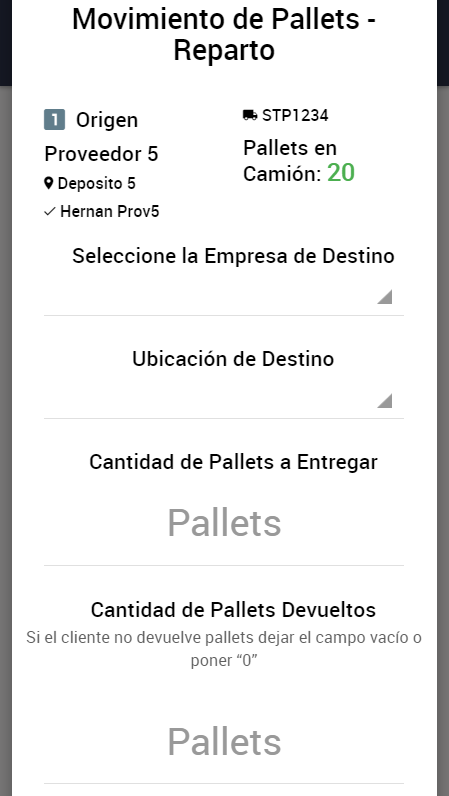 Movimiento de Pallets -
Reparto
1 Origen
Proveedor 5
Deposito 5
Hernan Prov5
STP1234
Pallets en
Camión: 20
Seleccione la Empresa de Destino
Ubicación de Destino
Cantidad de Pallets a Entregar
Pallets
Cantidad de Pallets Devueltos
Si el cliente no devuelve pallets dejar el campo vacío o
poner “0”
Pallets